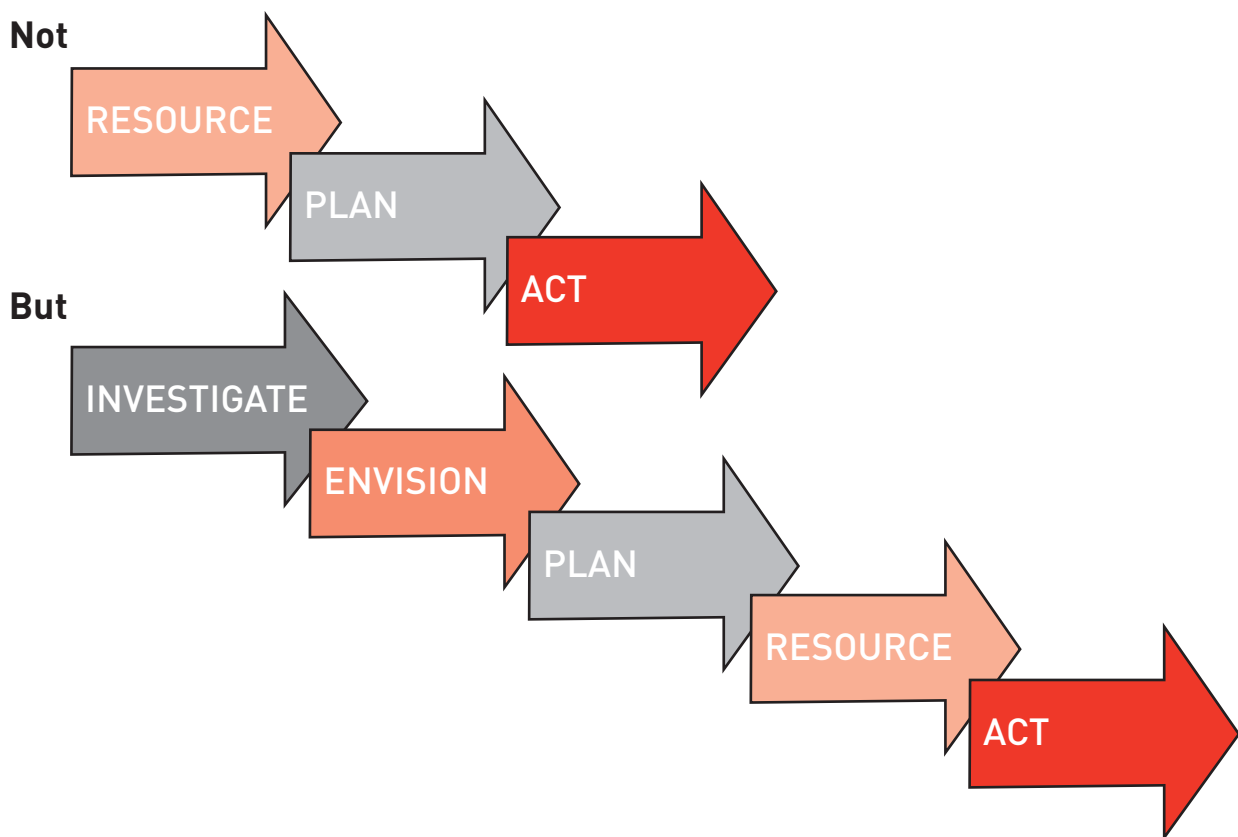 Not
RESOURCE
PLAN
ACT
But
INVESTIGATE
ENVISION
PLAN
RESOURCE
ACT